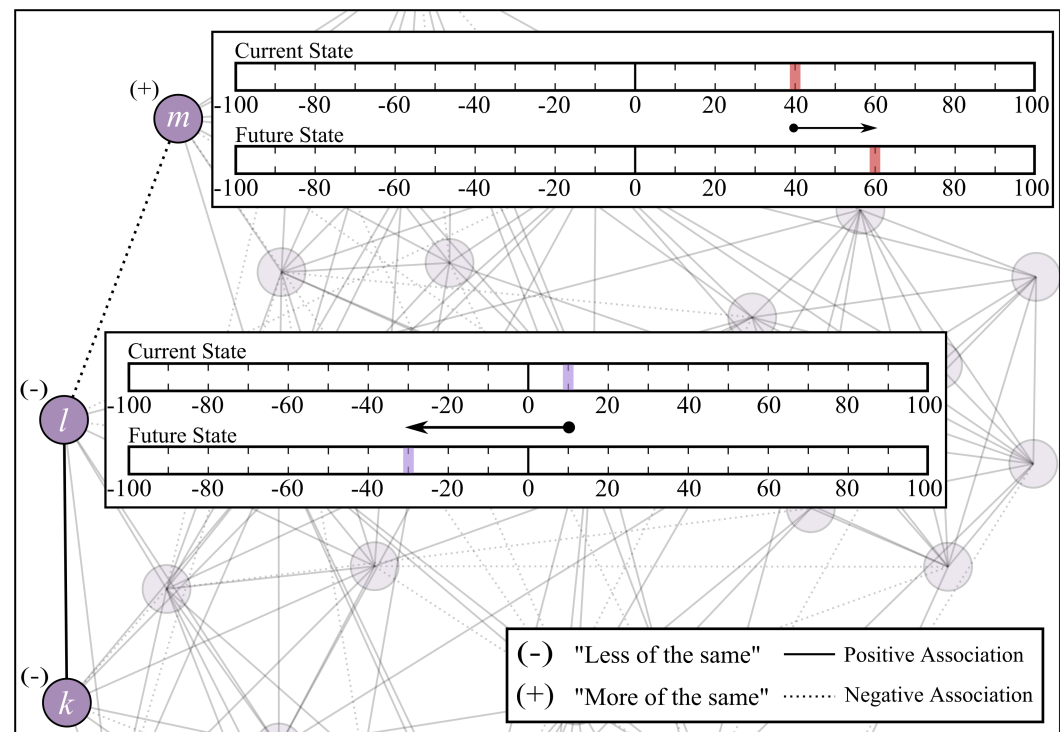 Current State
(+)
m
-100 -80 -60 -40 -20 0 20 40 60 80 100
Future State
-100 -80 -60 -40 -20 0 20 40 60 80 100
Current State
(-)
l
-100 -80 -60 -40 -20 0 20 40 60 80 100
Future State
-100 -80 -60 -40 -20 0 20 40 60 80 100
(-) "Less of the same" Positive Association
(+) "More of the same" Negative Association
(-)
k